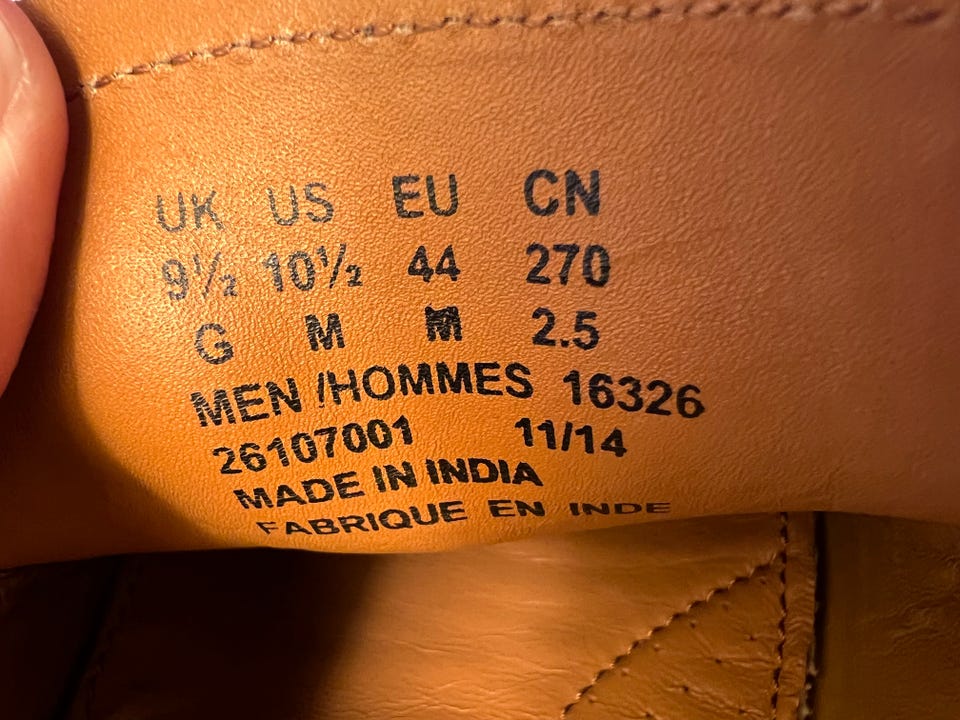 UK US EU CN
9½ 10½ 44 270
G M M 2.5
MEN /HOMMES 16326
26107001 11/14
MADE IN INDIA
FABRIQUE EN INDE